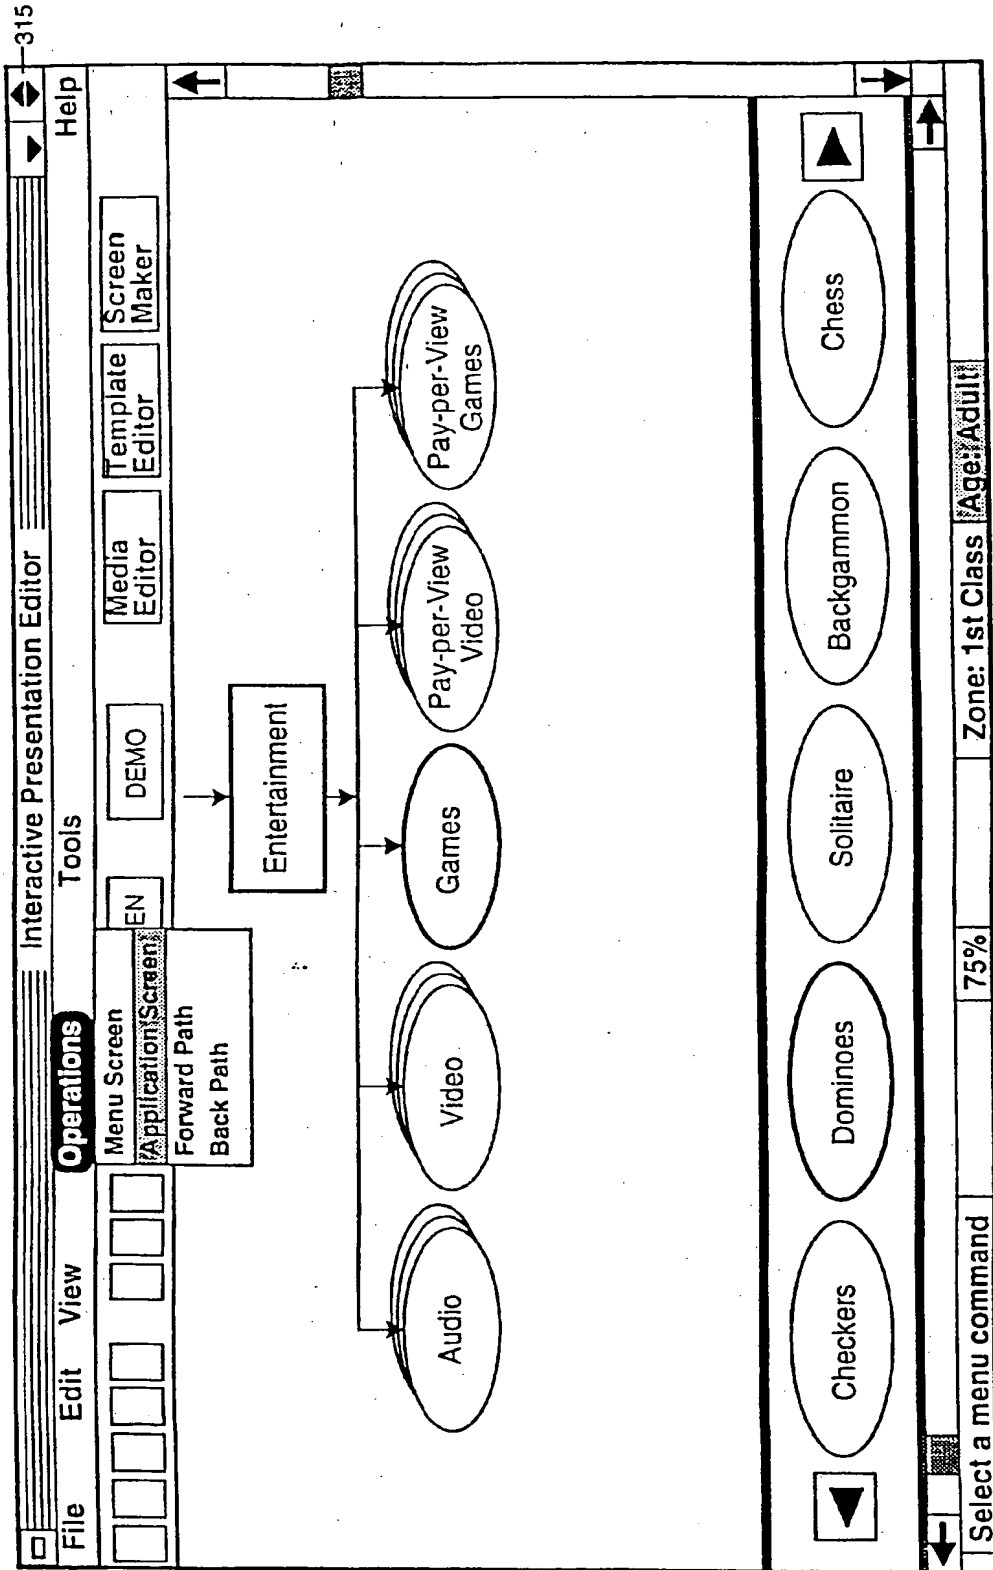 315
Interactive Presentation Editor
File Edit View Operations Tools Help
Menu Screen
Application Screen
Forward Path
Back Path
EN
DEMO
Media
Editor
Template
Editor
Screen
Maker
Entertainment
Audio
Video
Games
Pay-per-View
Video
Pay-per-View
Games
Checkers
Dominoes
Solitaire
Backgammon
Chess
Select a menu command
75%
Zone: 1st Class
Age: Adult